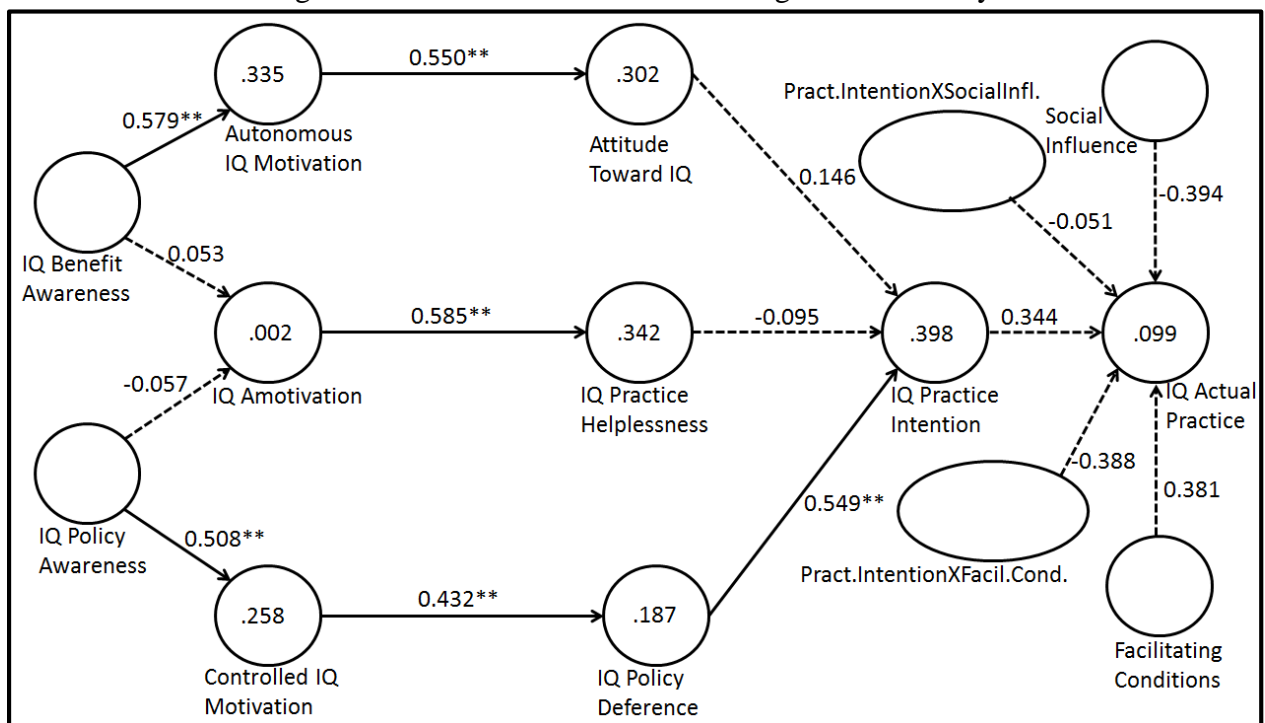 .335
0.550**
.302
Pract.IntentionXSocialInfl.
Social
Influence
0.579**
Autonomous
IQ Motivation
Attitude
Toward IQ
0.146
-0.394
-0.051
IQ Benefit
Awareness
0.053
.002
0.585**
.342
-0.095
.398
0.344
.099
-0.057
IQ Amotivation
IQ Practice
Helplessness
IQ Practice
Intention
IQ Actual
Practice
IQ Policy
Awareness
0.508**
0.549**
-0.388
0.381
Pract.IntentionXFacil.Cond.
.258
0.432**
.187
Controlled IQ
Motivation
IQ Policy
Deference
Facilitating
Conditions